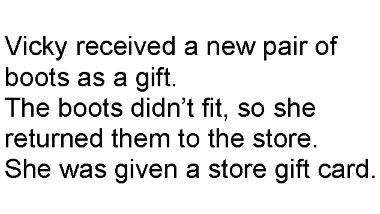 Vicky received a new pair of
boots as a gift.
The boots didn’t fit, so she
returned them to the store.
She was given a store gift card.